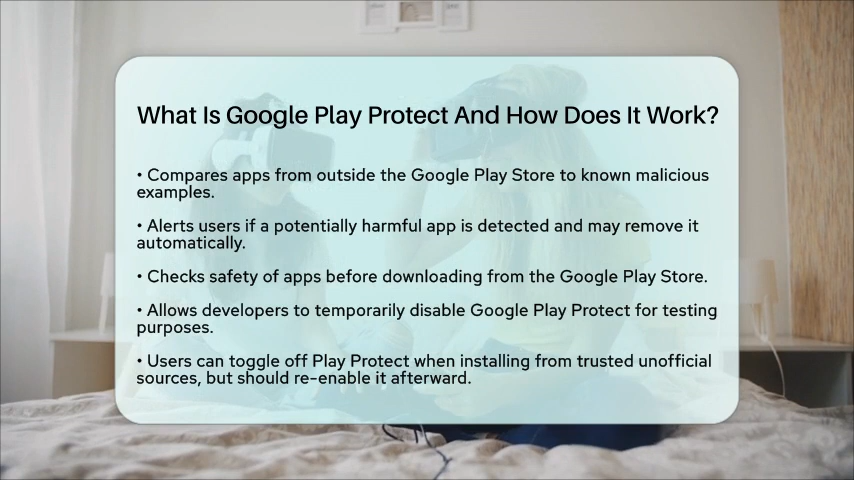 What Is Google Play Protect And How Does It Work?
• Compares apps from outside the Google Play Store to known malicious
examples.
• Alerts users if a potentially harmful app is detected and may remove it
automatically.
• Checks safety of apps before downloading from the Google Play Store.
• Allows developers to temporarily disable Google Play Protect for testing
purposes.
• Users can toggle off Play Protect when installing from trusted unofficial
sources, but should re-enable it afterward.